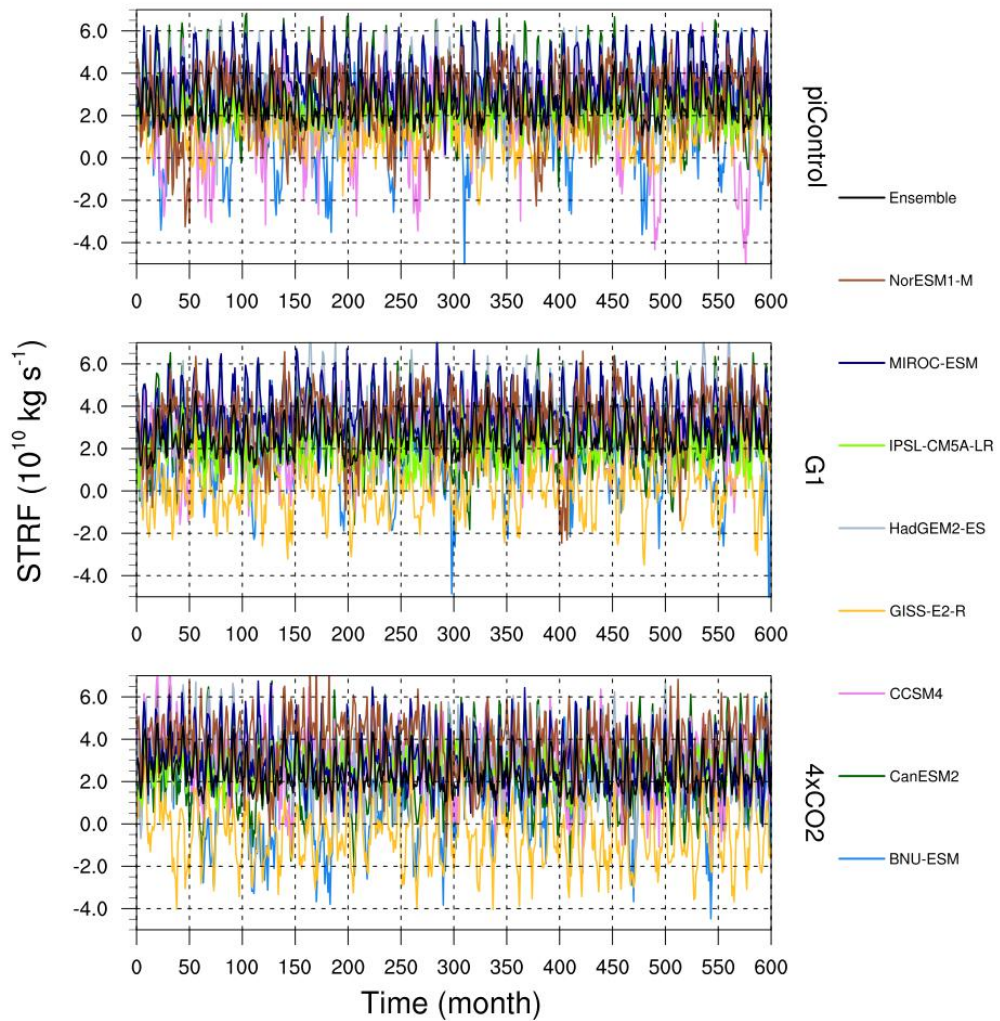 6.0
4.0
2.0
0.0
-2.0
-4.0
0 50 100 150 200 250 300 350 400 450 500 550 600
piControl
6.0
4.0
2.0
0.0
-2.0
-4.0
0 50 100 150 200 250 300 350 400 450 500 550 600
G1
6.0
4.0
2.0
0.0
-2.0
-4.0
0 50 100 150 200 250 300 350 400 450 500 550 600
4xCO2
STRF (10¹⁰ kg s⁻¹)
Time (month)
Ensemble
NorESM1-M
MIROC-ESM
IPSL-CM5A-LR
HadGEM2-ES
GISS-E2-R
CCSM4
CanESM2
BNU-ESM